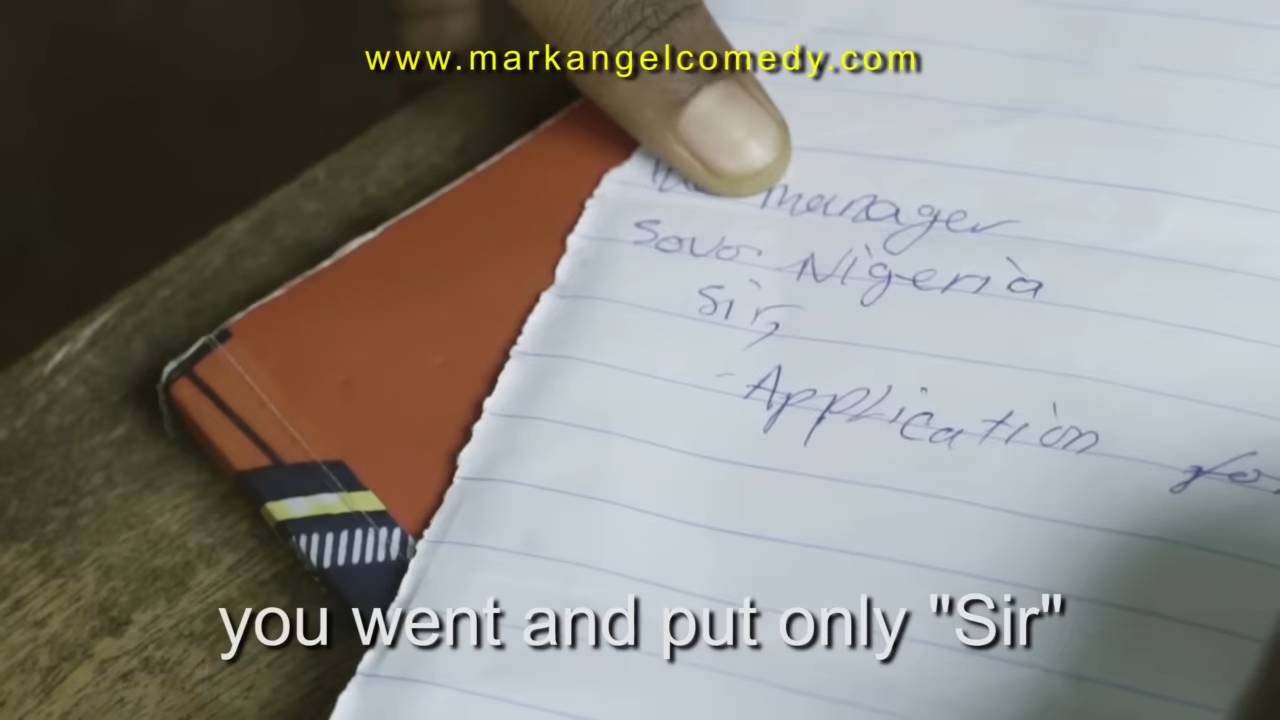 www.markangelcomedy.com
manager
Sovo Nigeria
Sir,
Application
you went and put only "Sir"